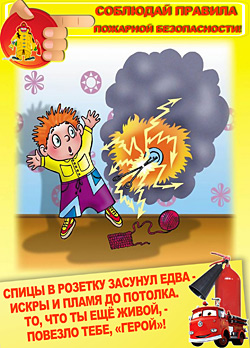 СОБЛЮДАЙ ПРАВИЛА
ПОЖАРНОЙ БЕЗОПАСНОСТИ!
СПИЦЫ В РОЗЕТКУ ЗАСУНУЛ ЕДВА -
ИСКРЫ И ПЛАМЯ ДО ПОТОЛКА.
ТО, ЧТО ТЫ ЕЩЁ ЖИВОЙ, -
ПОВЕЗЛО ТЕБЕ, «ГЕРОЙ»!